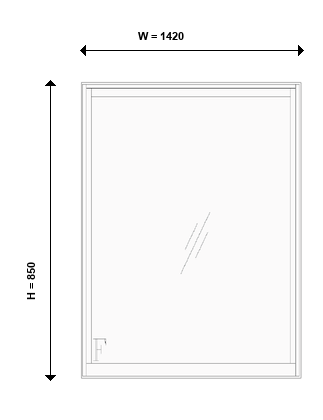 W = 1420
H = 850
F